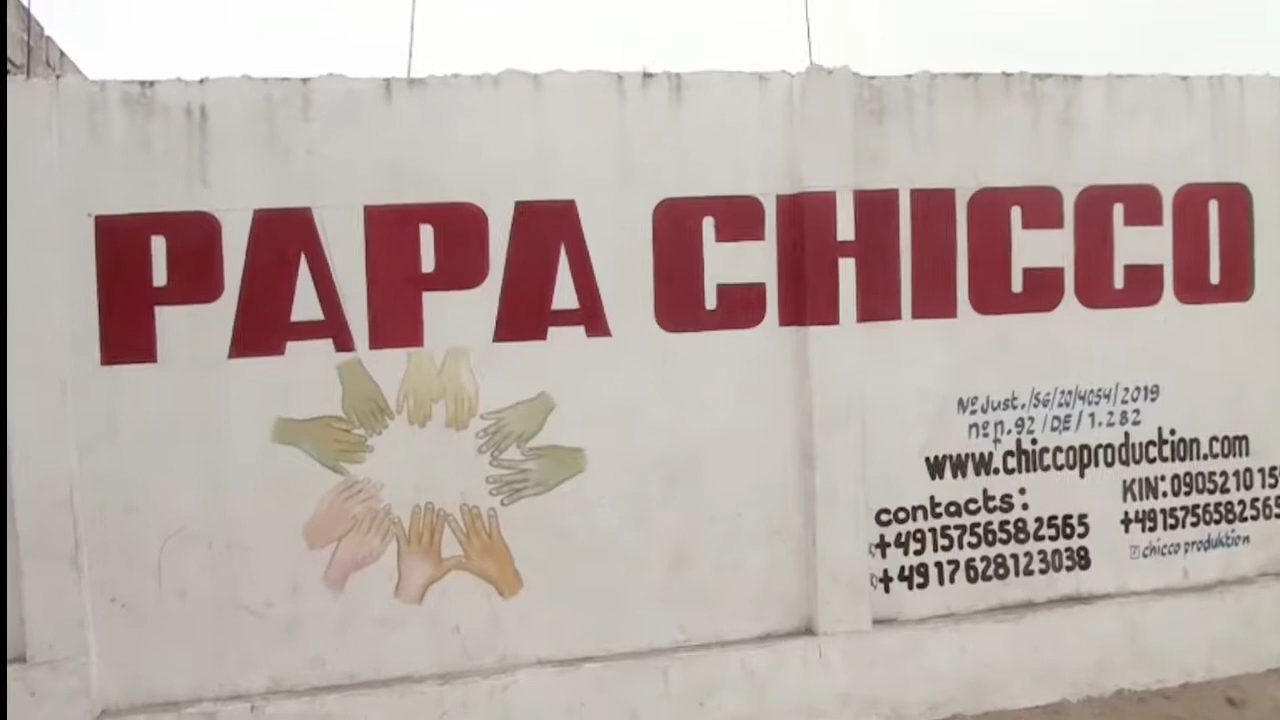 PAPA CHICCO
Nº Just./SG/20/4054/2019
nº n.92 /DE/ 1.282
www.chiccoproduction.com
contacts:
+4915756582565
+4917628123038
KIN: 090521015
+4915756582565
chicco produktion